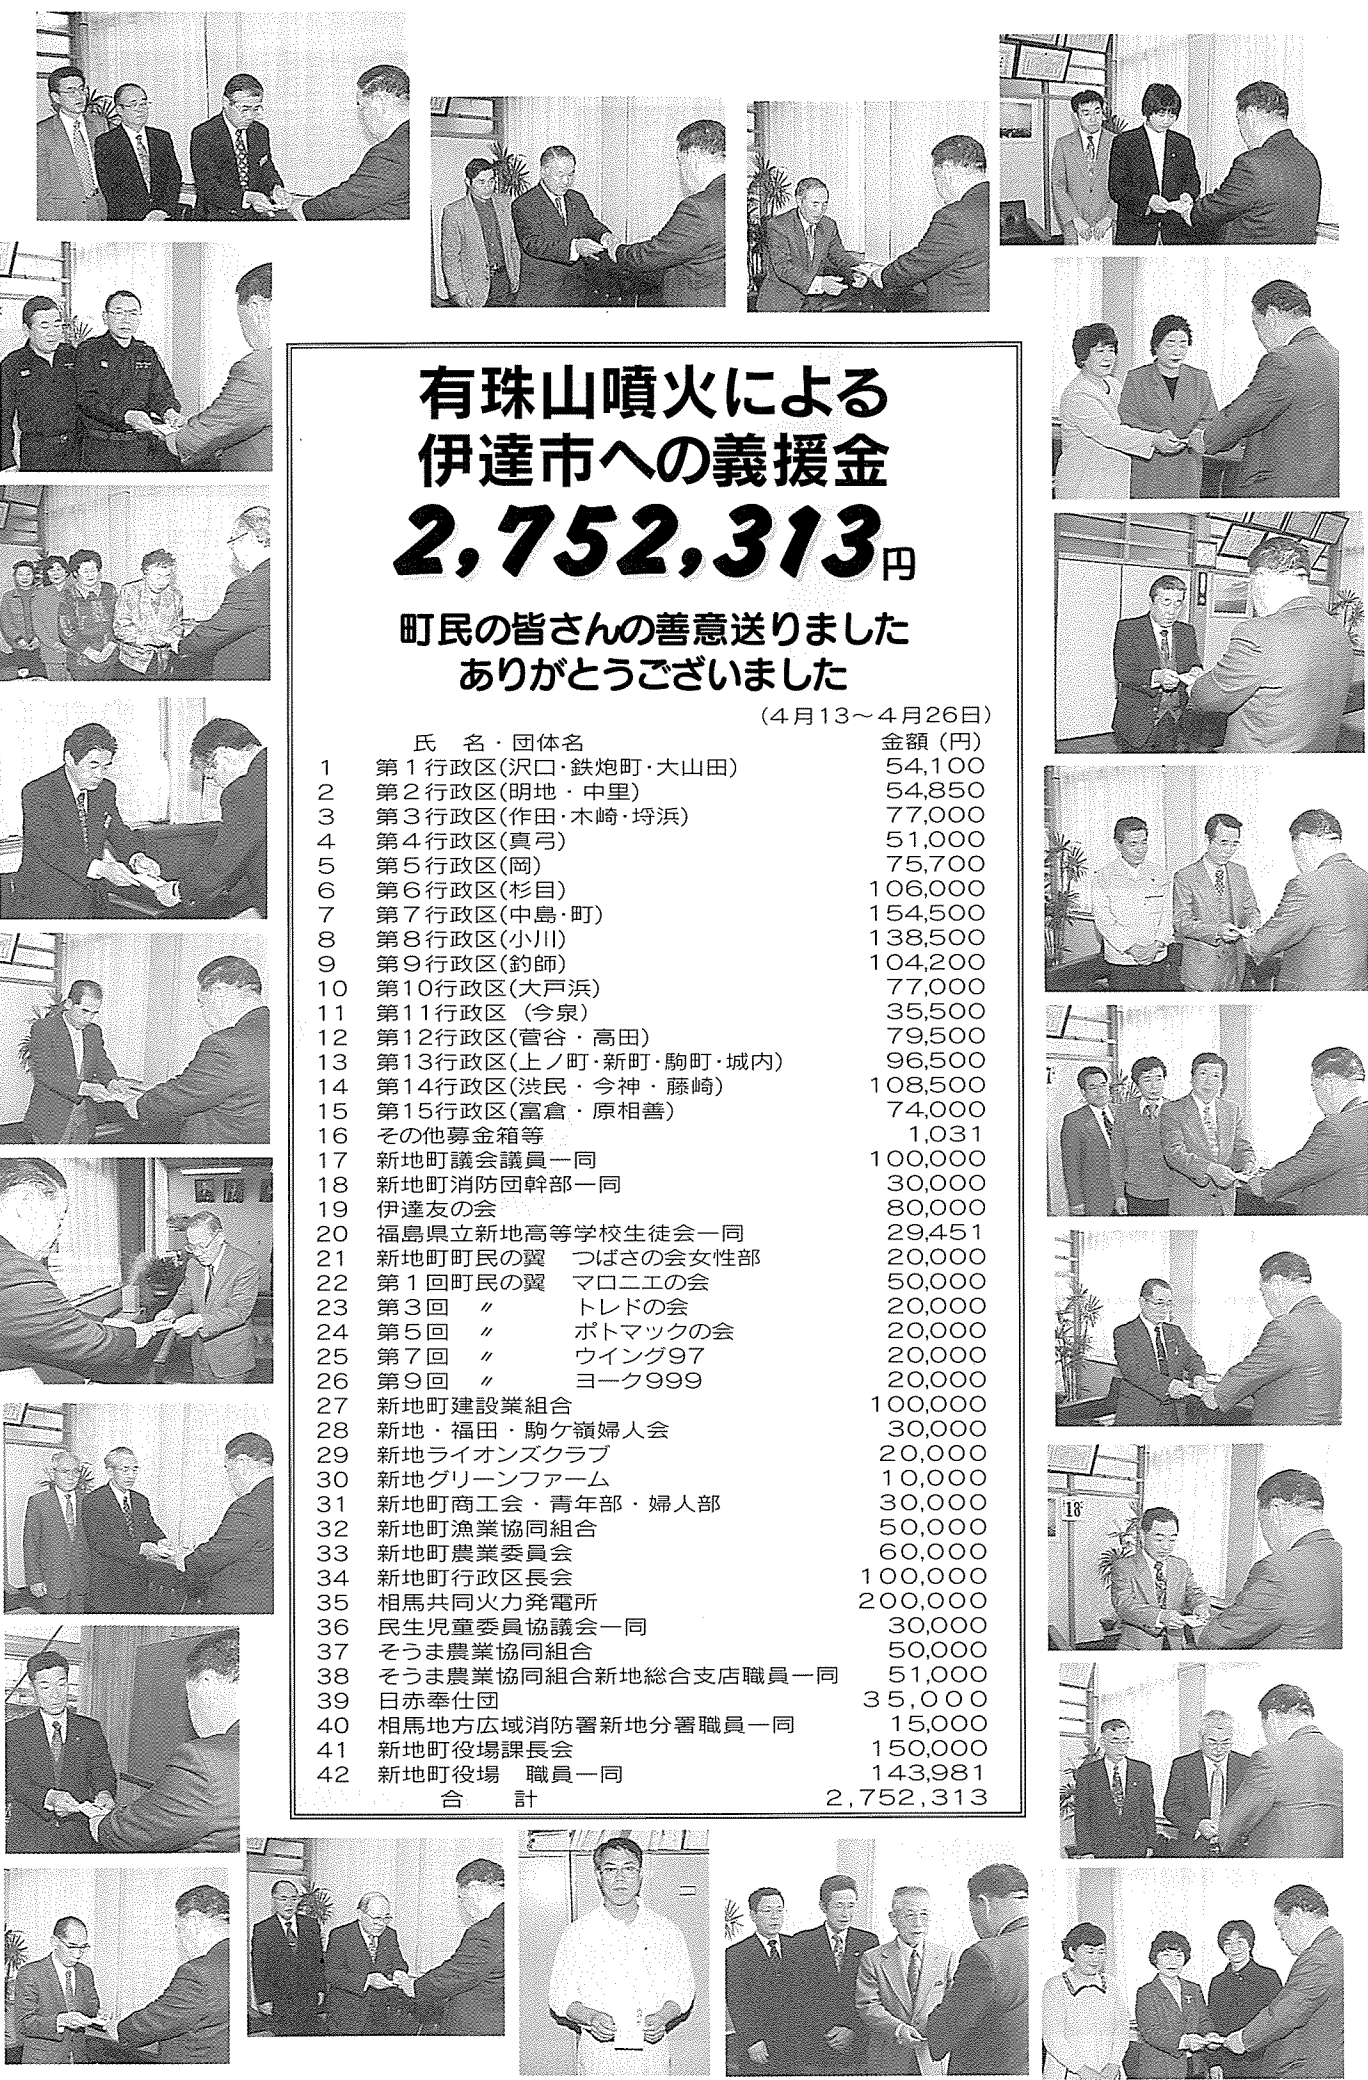 有珠山噴火による
伊達市への義援金
2,752,313円
町民の皆さんの善意送りました
ありがとうございました
(4月13〜4月26日)
氏 名・団体名 金額 (円)
1 第1行政区(沢口・鉄炮町・大山田) 54,100
2 第2行政区(明地・中里) 54,850
3 第3行政区(作田・木崎・埒浜) 77,000
4 第4行政区(真弓) 51,000
5 第5行政区(岡) 75,700
6 第6行政区(杉目) 106,000
7 第7行政区(中島・町) 154,500
8 第8行政区(小川) 138,500
9 第9行政区(釣師) 104,200
10 第10行政区(大戸浜) 77,000
11 第11行政区 (今泉) 35,500
12 第12行政区(菅谷・高田) 79,500
13 第13行政区(上ノ町・新町・駒町・城内) 96,500
14 第14行政区(渋民・今神・藤崎) 108,500
15 第15行政区(富倉・原相善) 74,000
16 その他募金箱等 1,031
17 新地町議会議員一同 100,000
18 新地町消防団幹部一同 30,000
19 伊達友の会 80,000
20 福島県立新地高等学校生徒会一同 29,451
21 新地町町民の翼 つばさの会女性部 20,000
22 第1回町民の翼 マロニエの会 50,000
23 第3回 〃 トレドの会 20,000
24 第5回 〃 ポトマックの会 20,000
25 第7回 〃 ウイング97 20,000
26 第9回 〃 ヨーク999 20,000
27 新地町建設業組合 100,000
28 新地・福田・駒ケ嶺婦人会 30,000
29 新地ライオンズクラブ 20,000
30 新地グリーンファーム 10,000
31 新地町商工会・青年部・婦人部 30,000
32 新地町漁業協同組合 50,000
33 新地町農業委員会 60,000
34 新地町行政区長会 100,000
35 相馬共同火力発電所 200,000
36 民生児童委員協議会一同 30,000
37 そうま農業協同組合 50,000
38 そうま農業協同組合新地総合支店職員一同 51,000
39 日赤奉仕団 35,000
40 相馬地方広域消防署新地分署職員一同 15,000
41 新地町役場課長会 150,000
42 新地町役場 職員一同 143,981
合 計 2,752,313
18